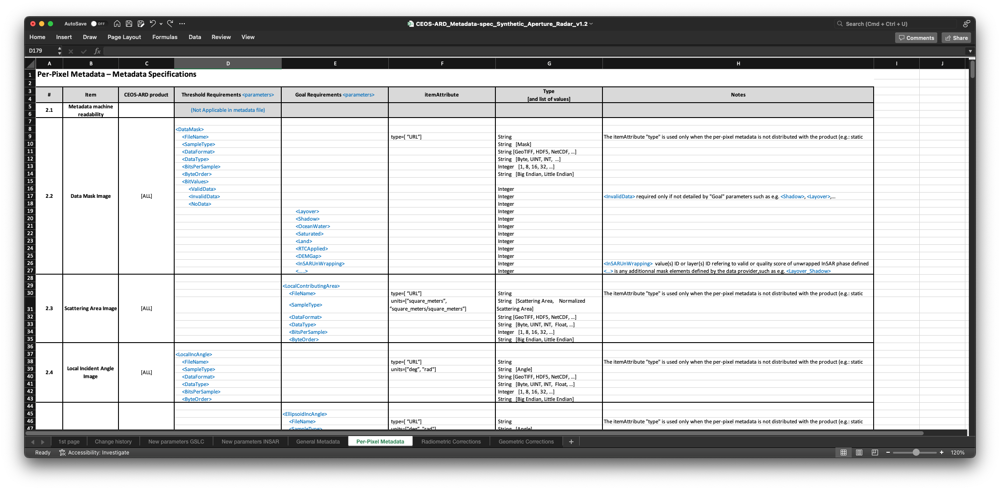 AutoSave OFF
CEOS-ARD_Metadata-spec_Synthetic_Aperture_Radar_v1.2
Search (Cmd + Ctrl + U)
Home Insert Draw Page Layout Formulas Data Review View
Comments Share
D179 fx
A B C D E F G H I J
1 Per-Pixel Metadata – Metadata Specifications
2
3 # Item CEOS-ARD product Threshold Requirements <parameters> Goal Requirements <parameters> itemAttribute Type Notes
4 [and list of values]
5 2.1 Metadata machine (Not Applicable in metadata file)
6 readability
7
8 <DataMask>
9 <FileName> type=[ “URL”] String The itemAttribute "type" is used only when the per-pixel metadata is not distributed with the product (e.g.: static
10 <SampleType> String [Mask]
11 <DataFormat> String [GeoTIFF, HDF5, NetCDF, ...]
12 <DataType> String [Byte, UINT, INT, ...]
13 <BitsPerSample> Integer [1, 8, 16, 32, ...]
14 <ByteOrder> String [Big Endian, Little Endian]
15 <BitValues>
16 <ValidData> Integer
17 2.2 Data Mask Image [ALL] <InvalidData> Integer <InvalidData> required only if not detailed by "Goal" parameters such as e.g. <Shadow>, <Layover>,...
18 <NoData> Integer
19 <Layover> Integer
20 <Shadow> Integer
21 <OceanWater> Integer
22 <Saturated> Integer
23 <Land> Integer
24 <RTCApplied> Integer
25 <DEMGap> Integer
26 <InSARUnWrapping> Integer <InSARUnWrapping> value(s) ID or layer(s) ID refering to valid or quality score of unwrapped InSAR phase defined
27 <.....> Integer <...> is any additionnal mask elements defined by the data provider,such as e.g. <Layover_Shadow>
28
29 <LocalContributingArea>
30 <FileName> type=[ “URL”] String The itemAttribute "type" is used only when the per-pixel metadata is not distributed with the product (e.g.: static
31 2.3 Scattering Area Image [ALL] <SampleType> units=[”square_meters”, String [Scattering Area, Normalized
”square_meters/square_meters”] Scattering Area]
32 <DataFormat> String [GeoTIFF, HDF5, NetCDF, ...]
33 <DataType> String [Byte, UINT, INT, Float, ...]
34 <BitsPerSample> Integer [1, 8, 16, 32, ...]
35 <ByteOrder> String [Big Endian, Little Endian]
36
37 <LocalIncAngle>
38 <FileName> type=[ “URL”] String The itemAttribute "type" is used only when the per-pixel metadata is not distributed with the product (e.g.: static
39 2.4 Local Incident Angle [ALL] <SampleType> units=[”deg”, "rad"] String [Angle]
40 Image <DataFormat> String [GeoTIFF, HDF5, NetCDF, ...]
41 <DataType> String [Byte, UINT, INT, Float, ...]
42 <BitsPerSample> Integer [1, 8, 16, 32, ...]
43 <ByteOrder> String [Big Endian, Little Endian]
44
45 <EllipsoidIncAngle>
46 <FileName> type=[ “URL”] String The itemAttribute "type" is used only when the per-pixel metadata is not distributed with the product (e.g.: static
47 <SampleType> units=[”deg”, "rad"] String [Angle]
1st page Change history New parameters GSLC New parameters INSAR General Metadata Per-Pixel Metadata Radiometric Corrections Geometric Corrections +
Ready Accessibility: Investigate − + 120%